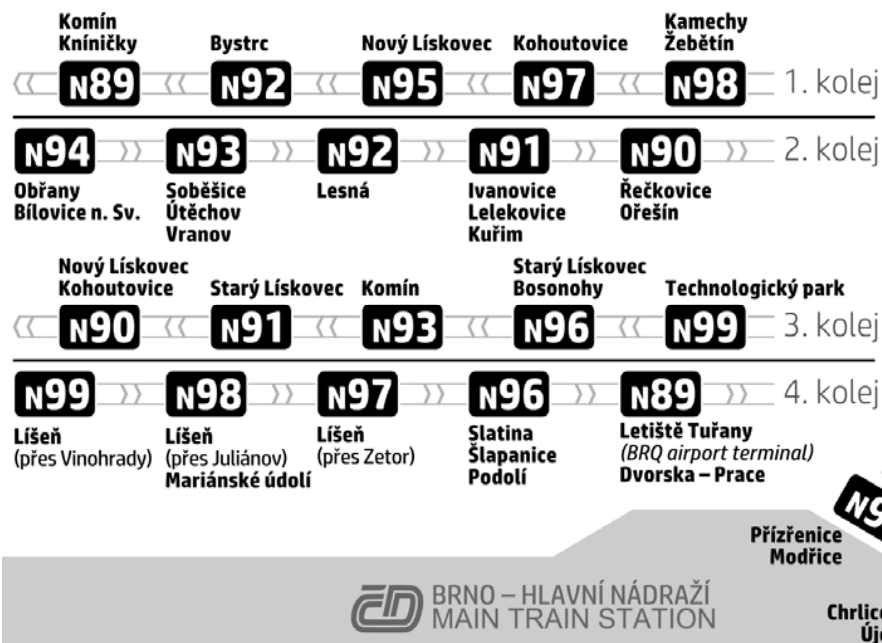 Komín
Kníničky
Bystrc
Nový Lískovec
Kohoutovice
Kamechy
Žebětín
N89 N92 N95 N97 N98 1. kolej
N94 N93 N92 N91 N90 2. kolej
Obřany
Bílovice n. Sv.
Soběšice
Útěchov
Vranov
Lesná
Ivanovice
Lelekovice
Kuřim
Řečkovice
Ořešín
Nový Lískovec
Kohoutovice
Starý Lískovec
Komín
Starý Lískovec
Bosonohy
Technologický park
N90 N91 N93 N96 N99 3. kolej
N99 N98 N97 N96 N89 4. kolej
Líšeň
(přes Vinohrady)
Líšeň
(přes Juliánov)
Mariánské údolí
Líšeň
(přes Zetor)
Slatina
Šlapanice
Podolí
Letiště Tuřany
(BRQ airport terminal)
Dvorska – Prace
Přízřenice
Modřice
ČD
BRNO – HLAVNÍ NÁDRAŽÍ
MAIN TRAIN STATION